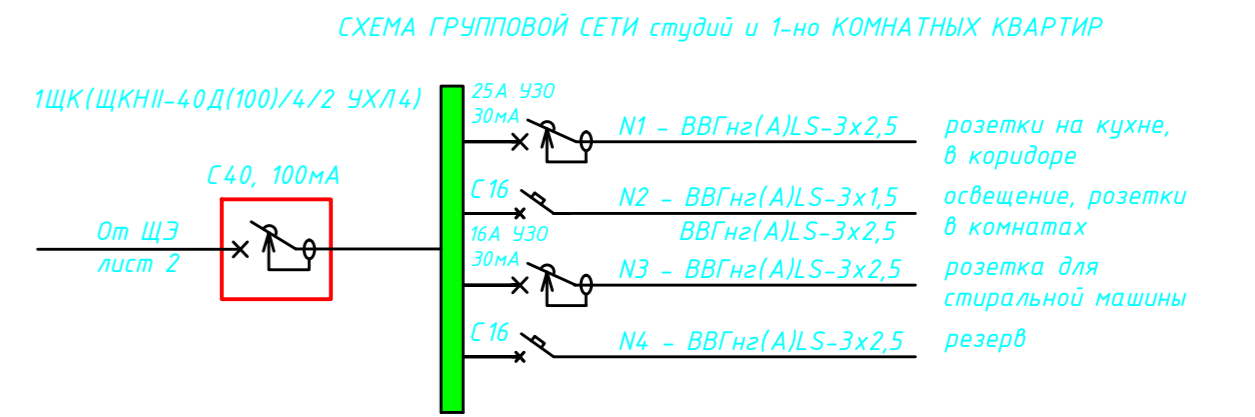 СХЕМА ГРУППОВОЙ СЕТИ студий и 1-но КОМНАТНЫХ КВАРТИР
1ЩК(ЩКНII-40Д(100)/4/2 УХЛ4)
С40, 100мА
От ЩЭ
лист 2
25А УЗО
30мА
N1 - ВВГнг(А)LS-3х2,5
розетки на кухне,
в коридоре
С16
N2 - ВВГнг(А)LS-3х1,5
ВВГнг(А)LS-3х2,5
освещение, розетки
в комнатах
16А УЗО
30мА
N3 - ВВГнг(А)LS-3х2,5
розетка для
стиральной машины
С16
N4 - ВВГнг(А)LS-3х2,5
резерв